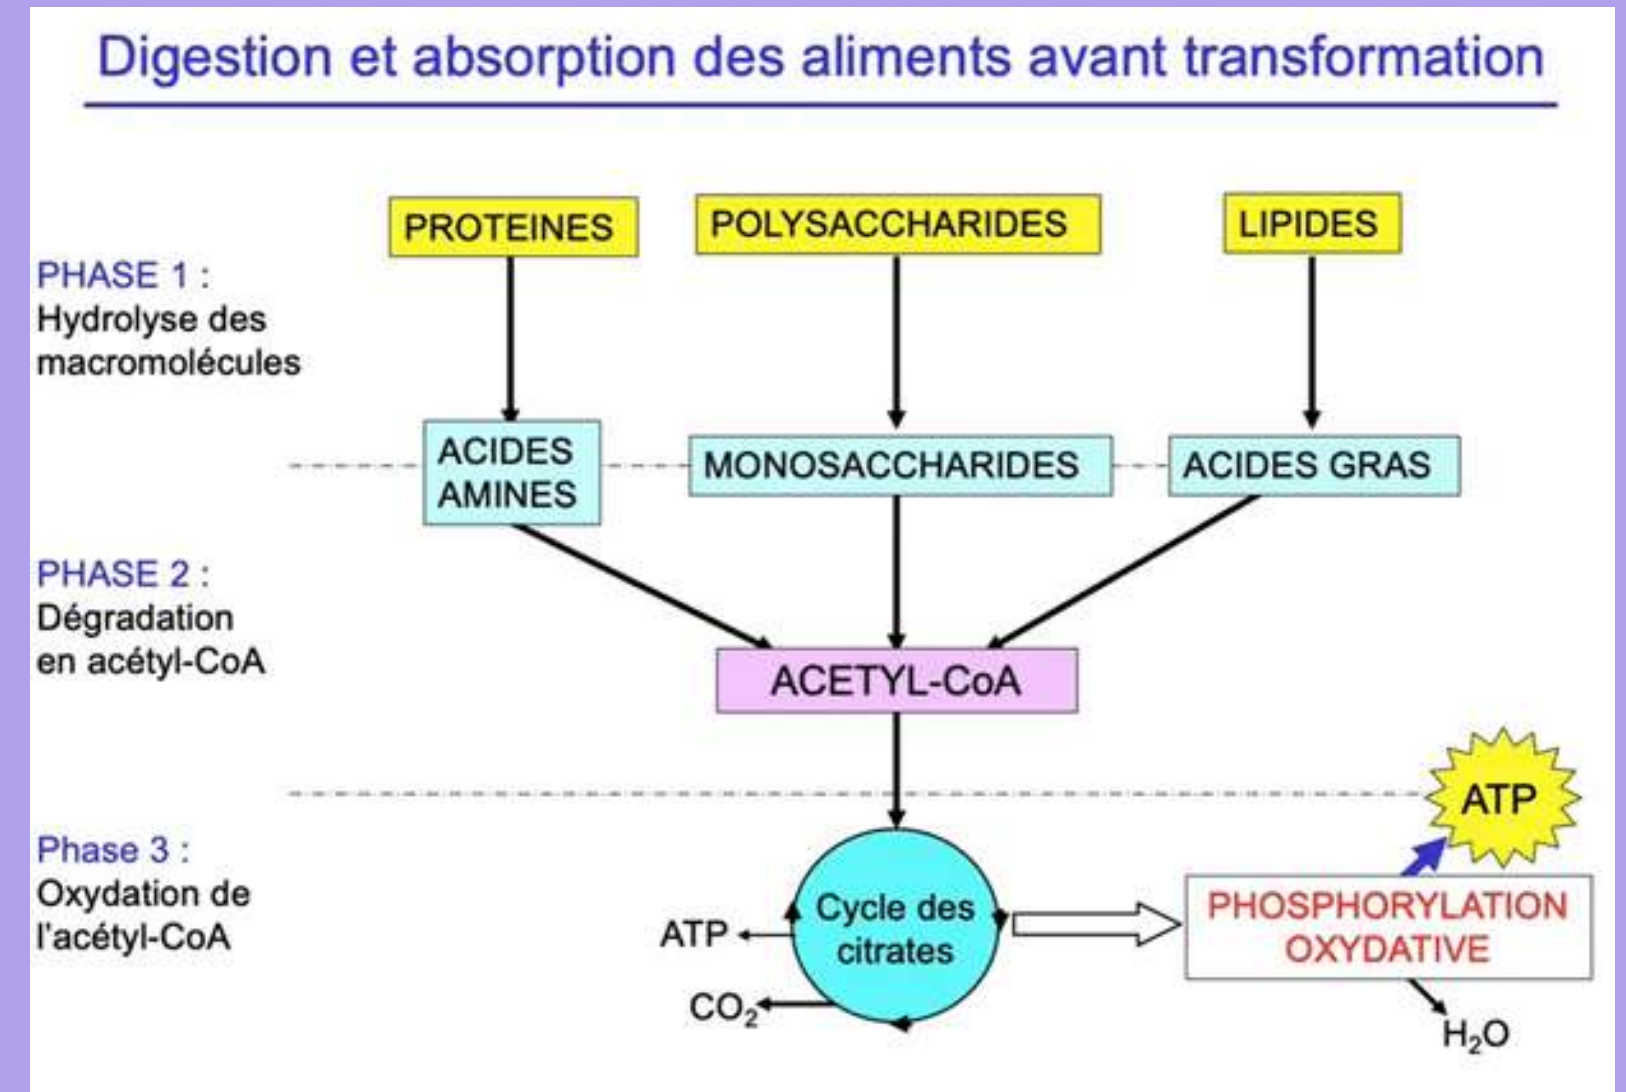 Digestion et absorption des aliments avant transformation
PROTEINES
POLYSACCHARIDES
LIPIDES
PHASE 1 :
Hydrolyse des
macromolécules
ACIDES
AMINES
MONOSACCHARIDES
ACIDES GRAS
PHASE 2 :
Dégradation
en acétyl-CoA
ACETYL-CoA
ATP
Phase 3 :
Oxydation de
l'acétyl-CoA
Cycle des
citrates
ATP
CO₂
PHOSPHORYLATION
OXYDATIVE
H₂O